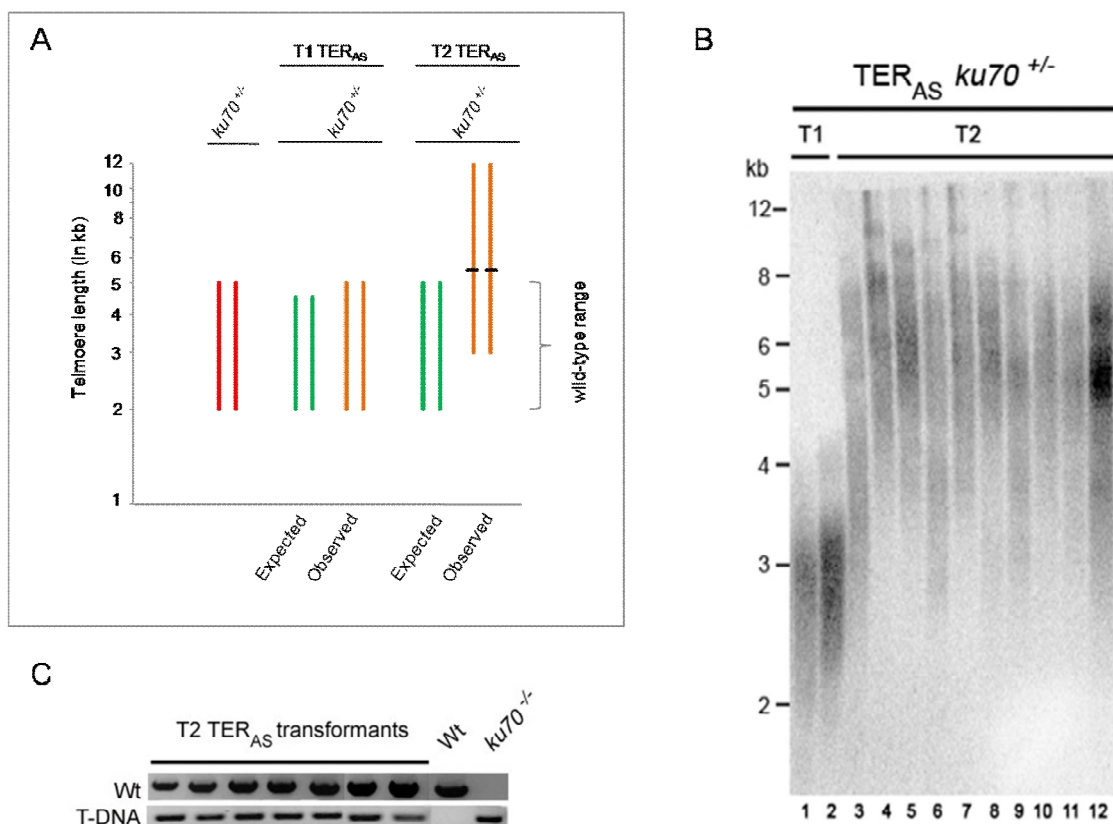 A
T1 TERAS
T2 TERAS
ku70 +/-
ku70 +/-
ku70 +/-
Telmoere length (in kb)
12
10
8
6
5
4
3
2
1
wild-type range
Expected
Observed
Expected
Observed
B
TERAS ku70 +/-
T1
T2
kb
12
8
6
5
4
3
2
1 2 3 4 5 6 7 8 9 10 11 12
C
T2 TERAS transformants
Wt
ku70 -/-
Wt
T-DNA